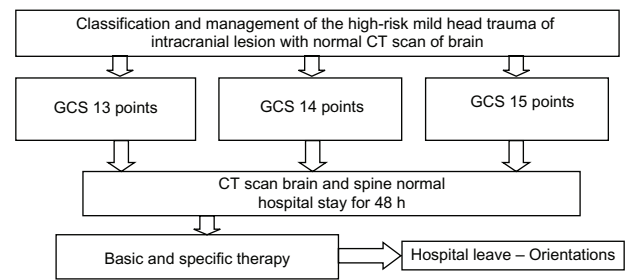 Classification and management of the high-risk mild head trauma of
intracranial lesion with normal CT scan of brain
GCS 13 points
GCS 14 points
GCS 15 points
CT scan brain and spine normal
hospital stay for 48 h
Basic and specific therapy
Hospital leave – Orientations